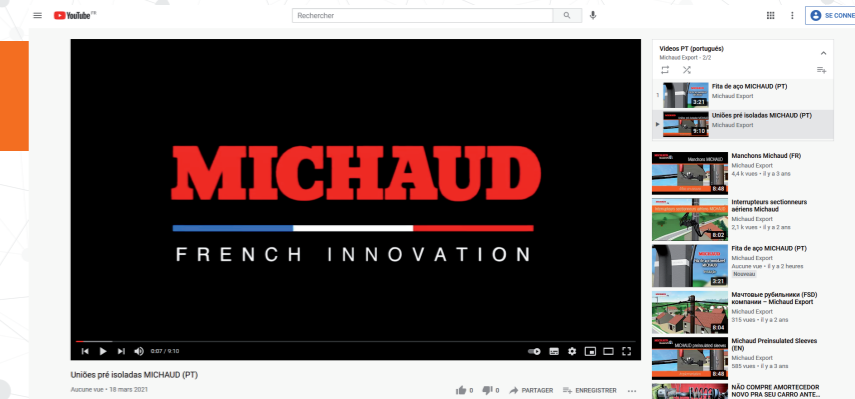 YouTube FR
Rechercher
SE CONNE
MICHAUD
FRENCH INNOVATION
0:07 / 9:10
Uniões pré isoladas MICHAUD (PT)
Aucune vue • 18 mars 2021
0
0
PARTAGER
ENREGISTRER
Videos PT (português)
Michaud Export - 2/2
1
3:21
Fita de aço MICHAUD (PT)
Michaud Export
9:10
Uniões pré isoladas MICHAUD (PT)
Michaud Export
Manchons MICHAUD
8:48
Manchons Michaud (FR)
Michaud Export
4,4 k vues • il y a 3 ans
8:02
Interrupteurs sectionneurs
aériens Michaud
Michaud Export
2,1 k vues • il y a 2 ans
3:21
Fita de aço MICHAUD (PT)
Michaud Export
Aucune vue • il y a 2 heures
Nouveau
8:04
Мачтовые рубильники (FSD)
компании – Michaud Export
Michaud Export
315 vues • il y a 2 ans
MICHAUD preinsulated sleeves
8:48
Michaud Preinsulated Sleeves
(EN)
Michaud Export
585 vues • il y a 3 ans
NÃO COMPRE AMORTECEDOR
NOVO PRA SEU CARRO ANTE...